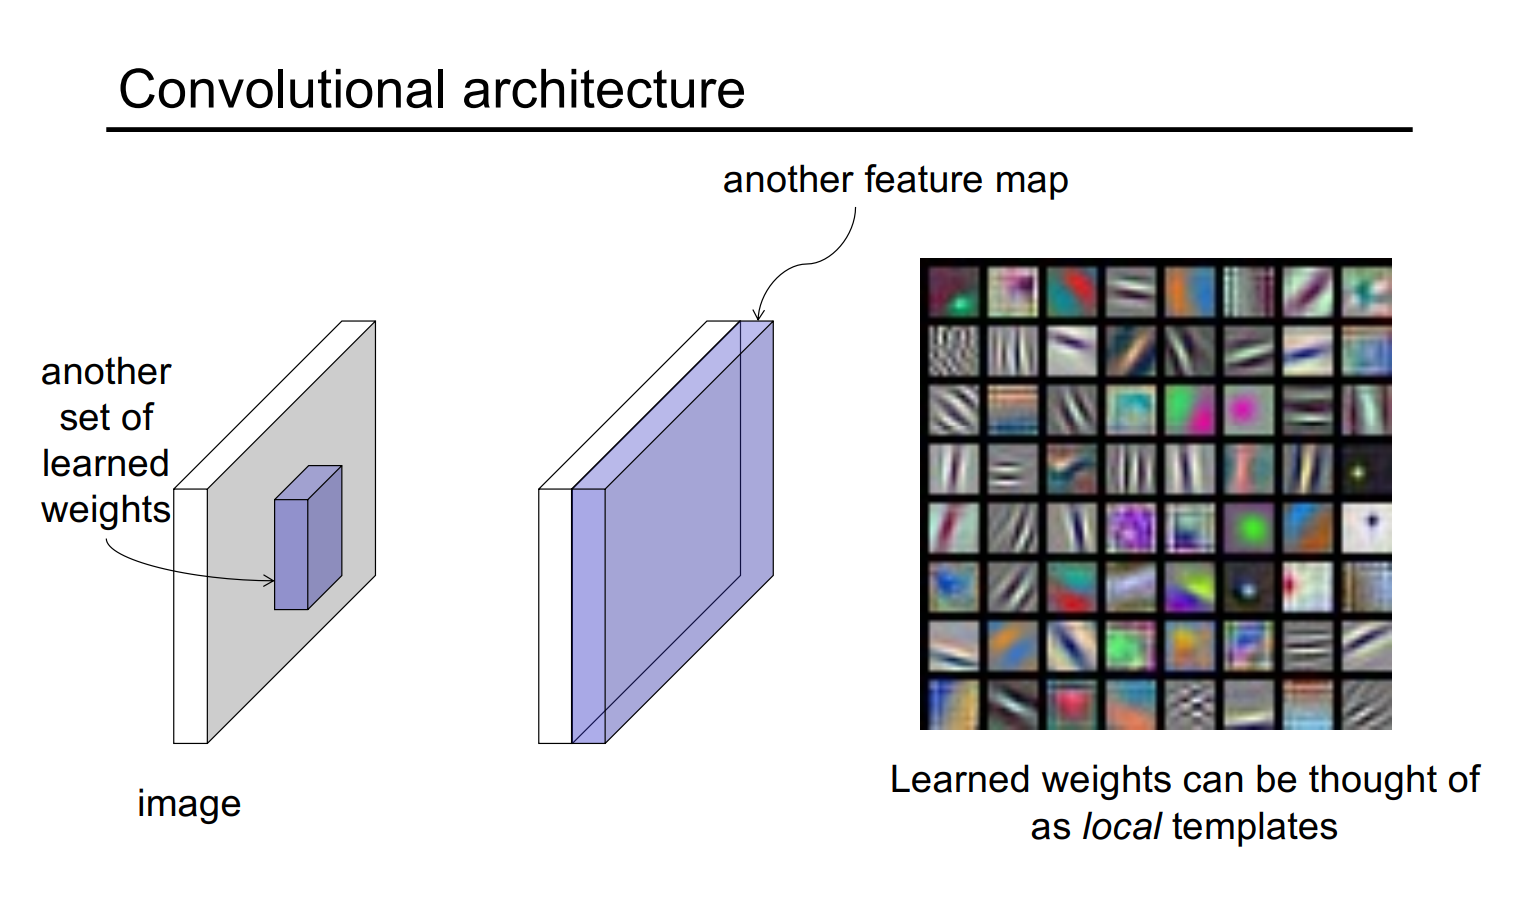 Convolutional architecture
another feature map
another
set of
learned
weights
image
Learned weights can be thought of
as local templates